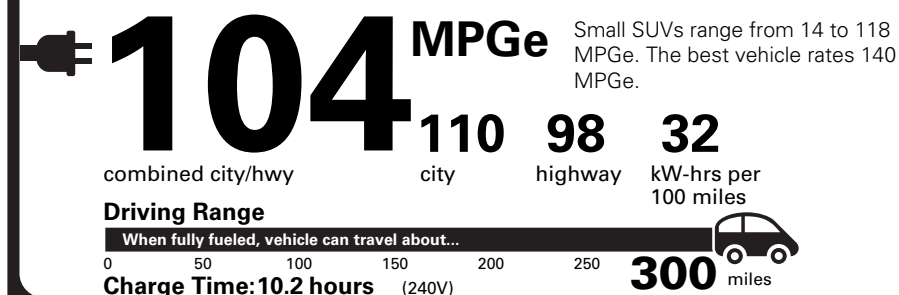 104 MPGe
Small SUVs range from 14 to 118
MPGe. The best vehicle rates 140
MPGe.
110 98 32
combined city/hwy city highway kW-hrs per
100 miles
Driving Range
When fully fueled, vehicle can travel about...
0 50 100 150 200 250 300 miles
Charge Time: 10.2 hours (240V)